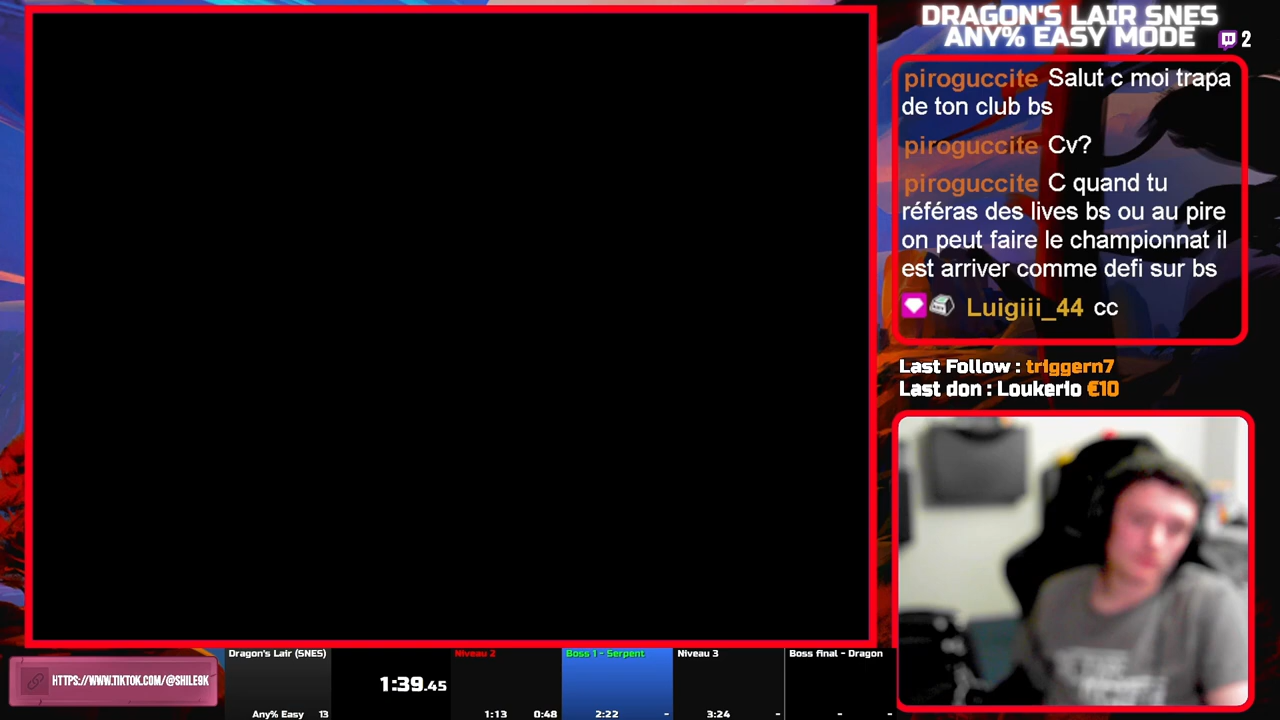 DRAGON'S LAIR SNES
ANY% EASY MODE
2
piroguccite Salut c moi trapa
de ton club bs
piroguccite Cv?
piroguccite C quand tu
référas des lives bs ou au pire
on peut faire le championnat il
est arriver comme defi sur bs
Luigiii_44 cc
Last Follow : triggern7
Last don : Loukerio €10
HTTPS://WWW.TIKTOK.COM/@SHILE9K
Dragon's Lair (SNES)
Any% Easy 13
1:39.45
Niveau 2
1:13 0:48
Boss 1 - Serpent
2:22 -
Niveau 3
3:24 -
Boss final - Dragon
- -